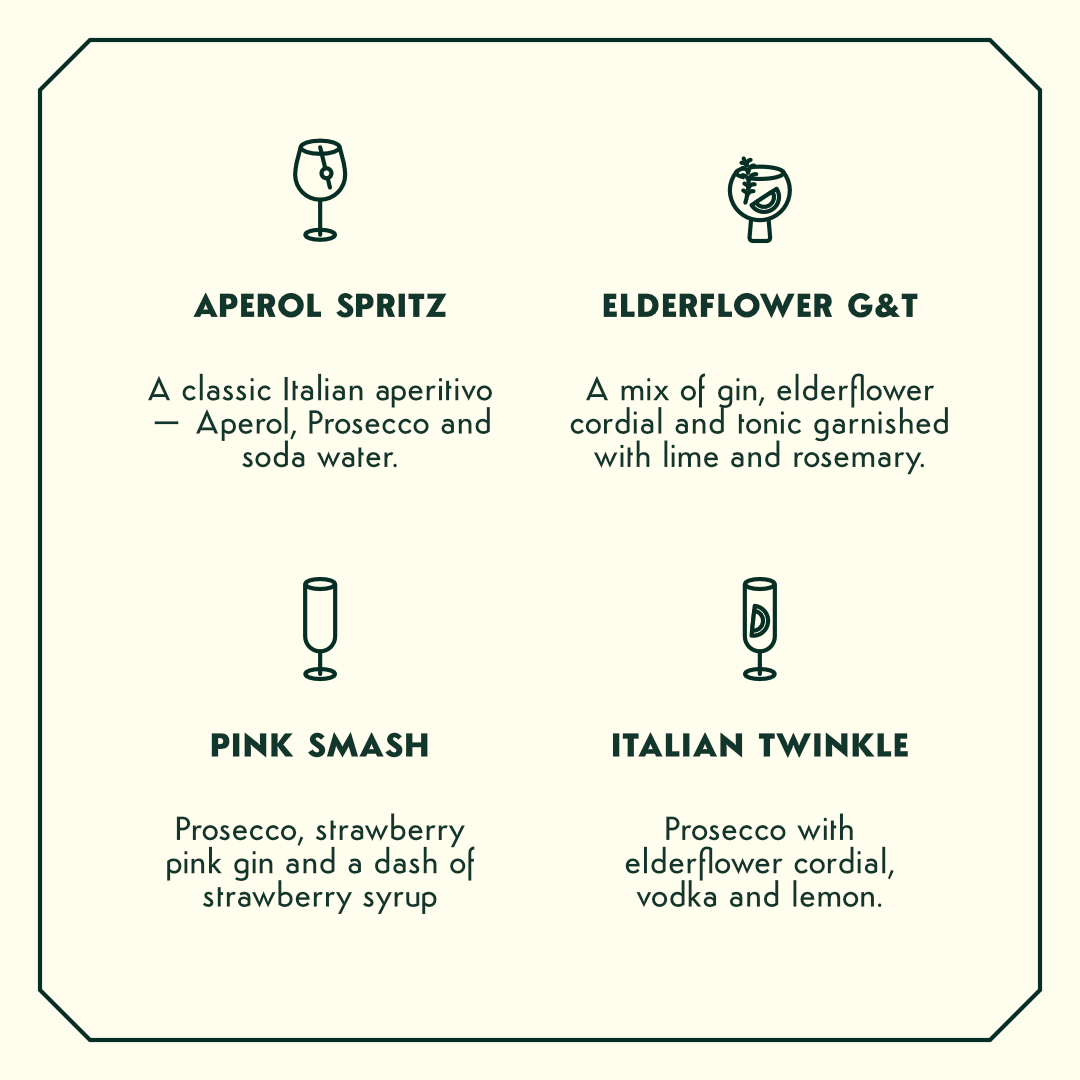 APEROL SPRITZ
A classic Italian aperitivo
— Aperol, Prosecco and
soda water.
ELDERFLOWER G&T
A mix of gin, elderflower
cordial and tonic garnished
with lime and rosemary.
PINK SMASH
Prosecco, strawberry
pink gin and a dash of
strawberry syrup
ITALIAN TWINKLE
Prosecco with
elderflower cordial,
vodka and lemon.